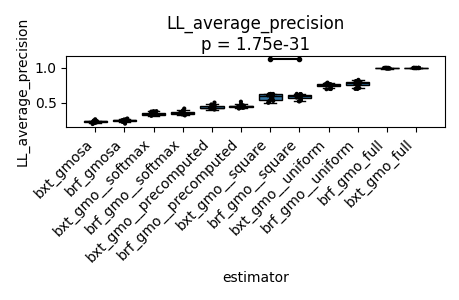 LL_average_precision
p = 1.75e-31
LL_average_precision
1.0
0.5
bxt_gmosa
brf_gmosa
bxt_gmo__softmax
brf_gmo__softmax
bxt_gmo__precomputed
brf_gmo__precomputed
bxt_gmo__square
brf_gmo__square
bxt_gmo__uniform
brf_gmo__uniform
brf_gmo_full
bxt_gmo_full
estimator